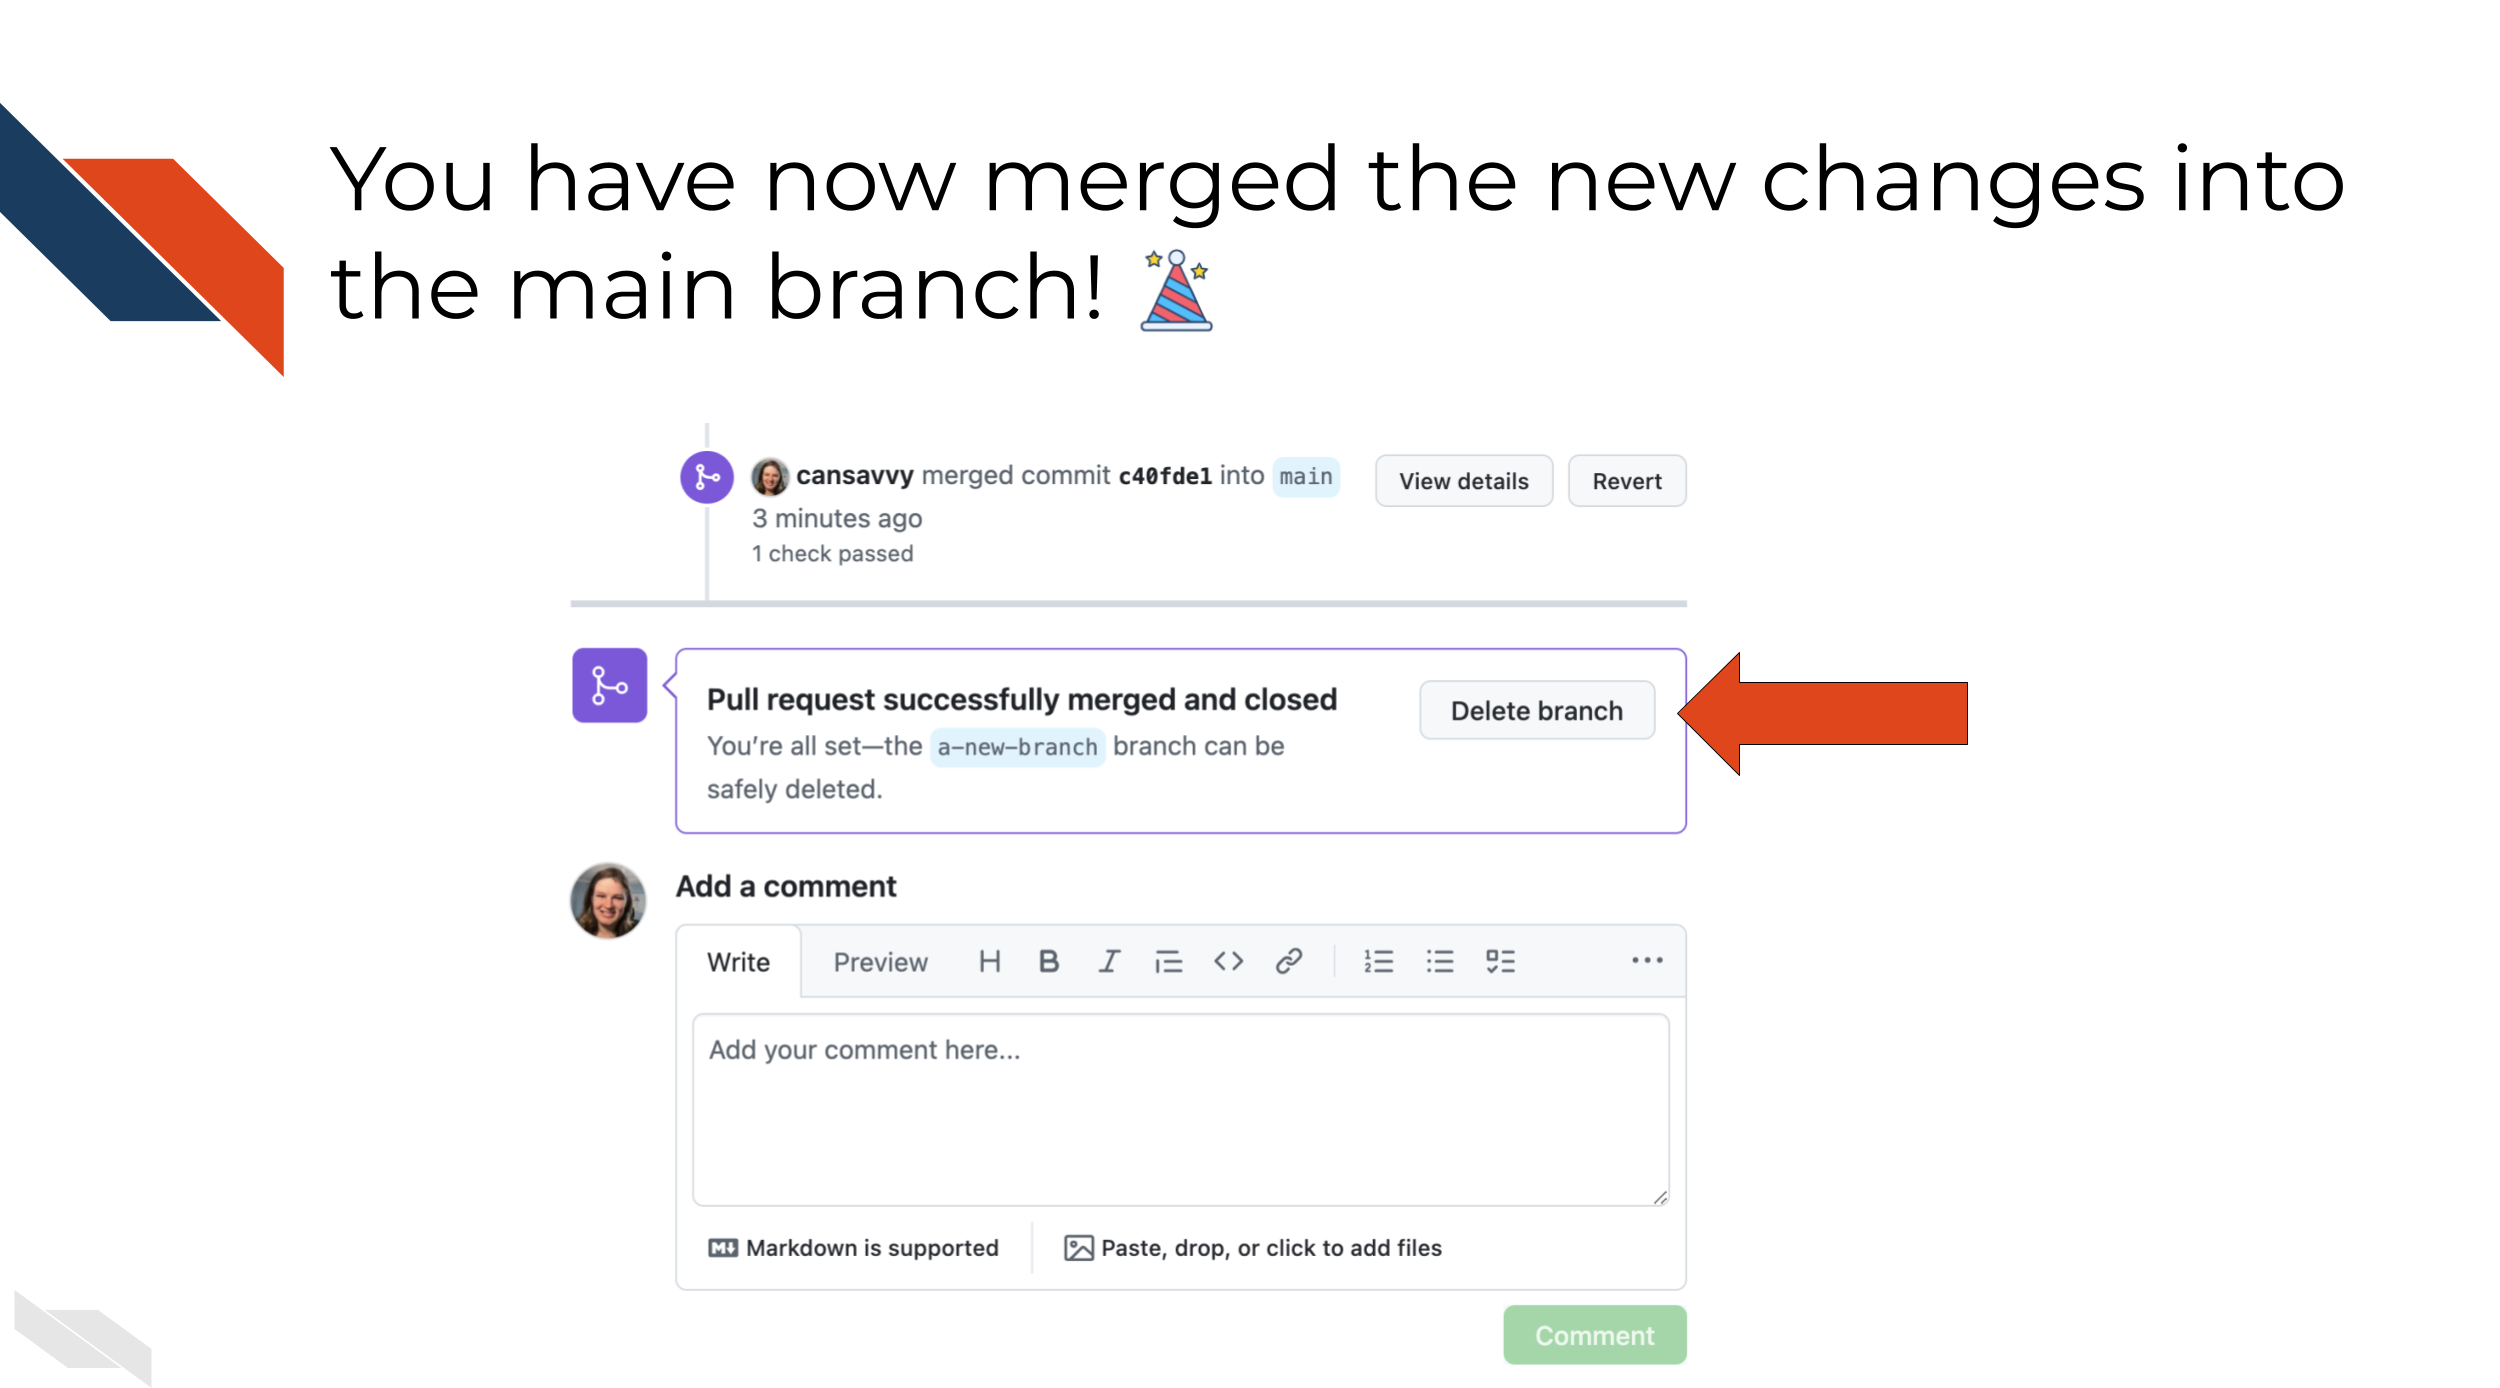 You have now merged the new changes into
the main branch!
cansavvy merged commit c40fde1 into main
View details
Revert
3 minutes ago
1 check passed
Pull request successfully merged and closed
Delete branch
You're all set—the a-new-branch branch can be
safely deleted.
Add a comment
Write Preview H B I
Add your comment here...
M↓ Markdown is supported
Paste, drop, or click to add files
Comment